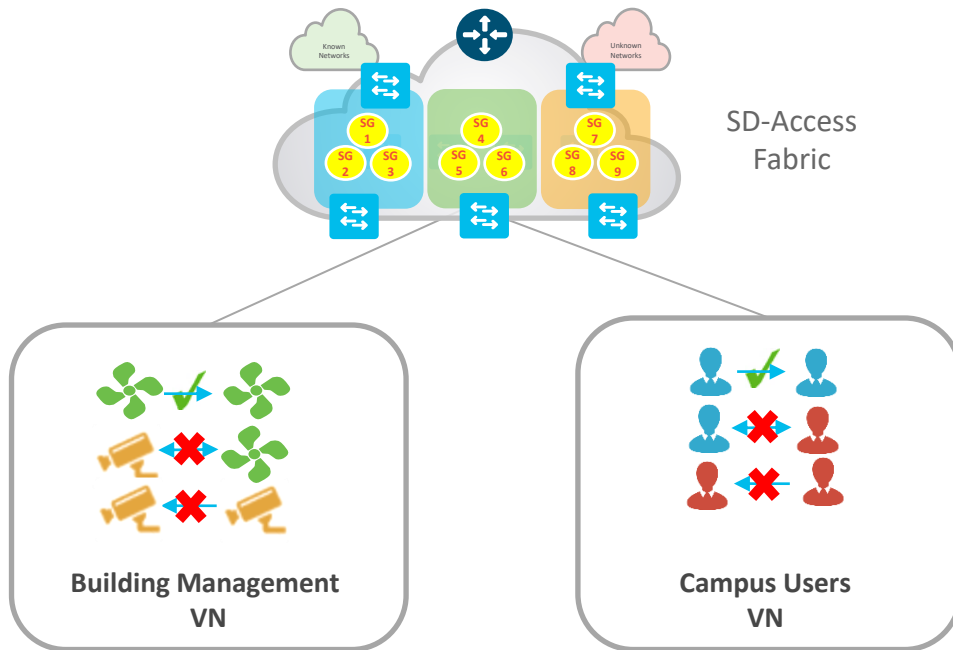 Known
Networks
Unknown
Networks
SG
1
SG
2
SG
3
SG
4
SG
5
SG
6
SG
7
SG
8
SG
9
SD-Access
Fabric
Building Management
VN
Campus Users
VN